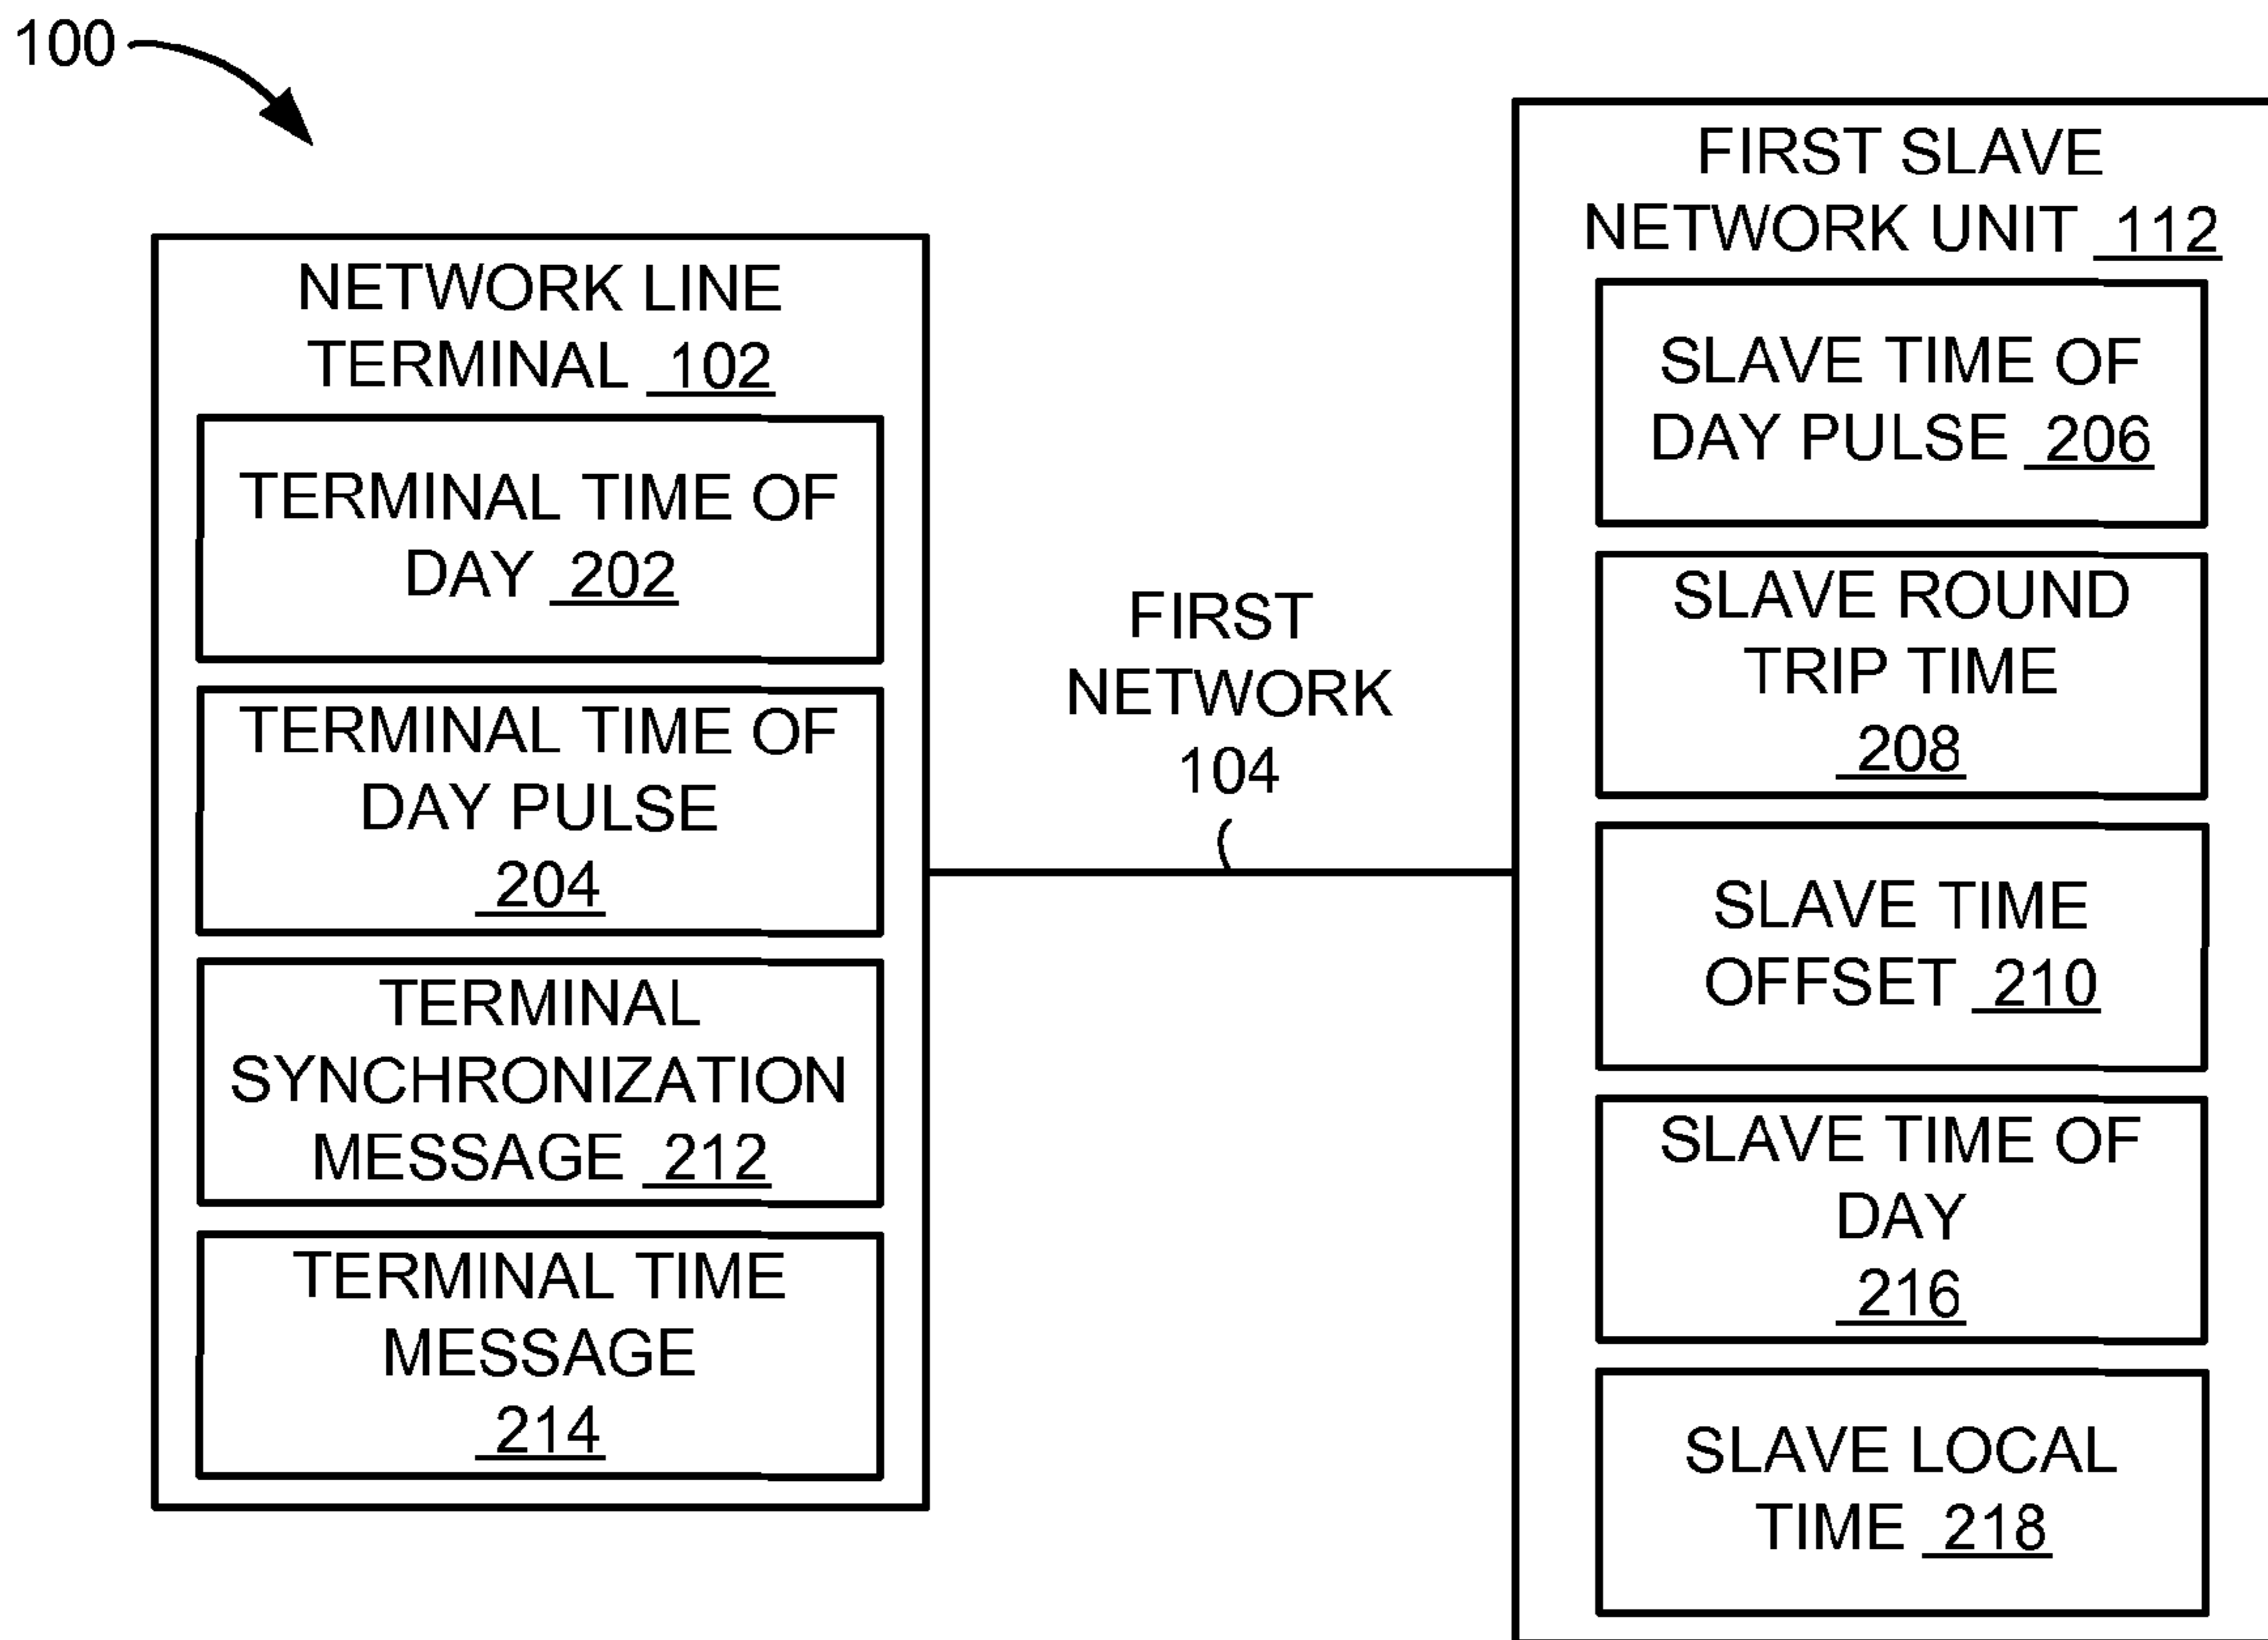 100
NETWORK LINE
TERMINAL 102
TERMINAL TIME OF
DAY 202
TERMINAL TIME OF
DAY PULSE
204
TERMINAL
SYNCHRONIZATION
MESSAGE 212
TERMINAL TIME
MESSAGE
214
FIRST
NETWORK
104
FIRST SLAVE
NETWORK UNIT 112
SLAVE TIME OF
DAY PULSE 206
SLAVE ROUND
TRIP TIME
208
SLAVE TIME
OFFSET 210
SLAVE TIME OF
DAY
216
SLAVE LOCAL
TIME 218